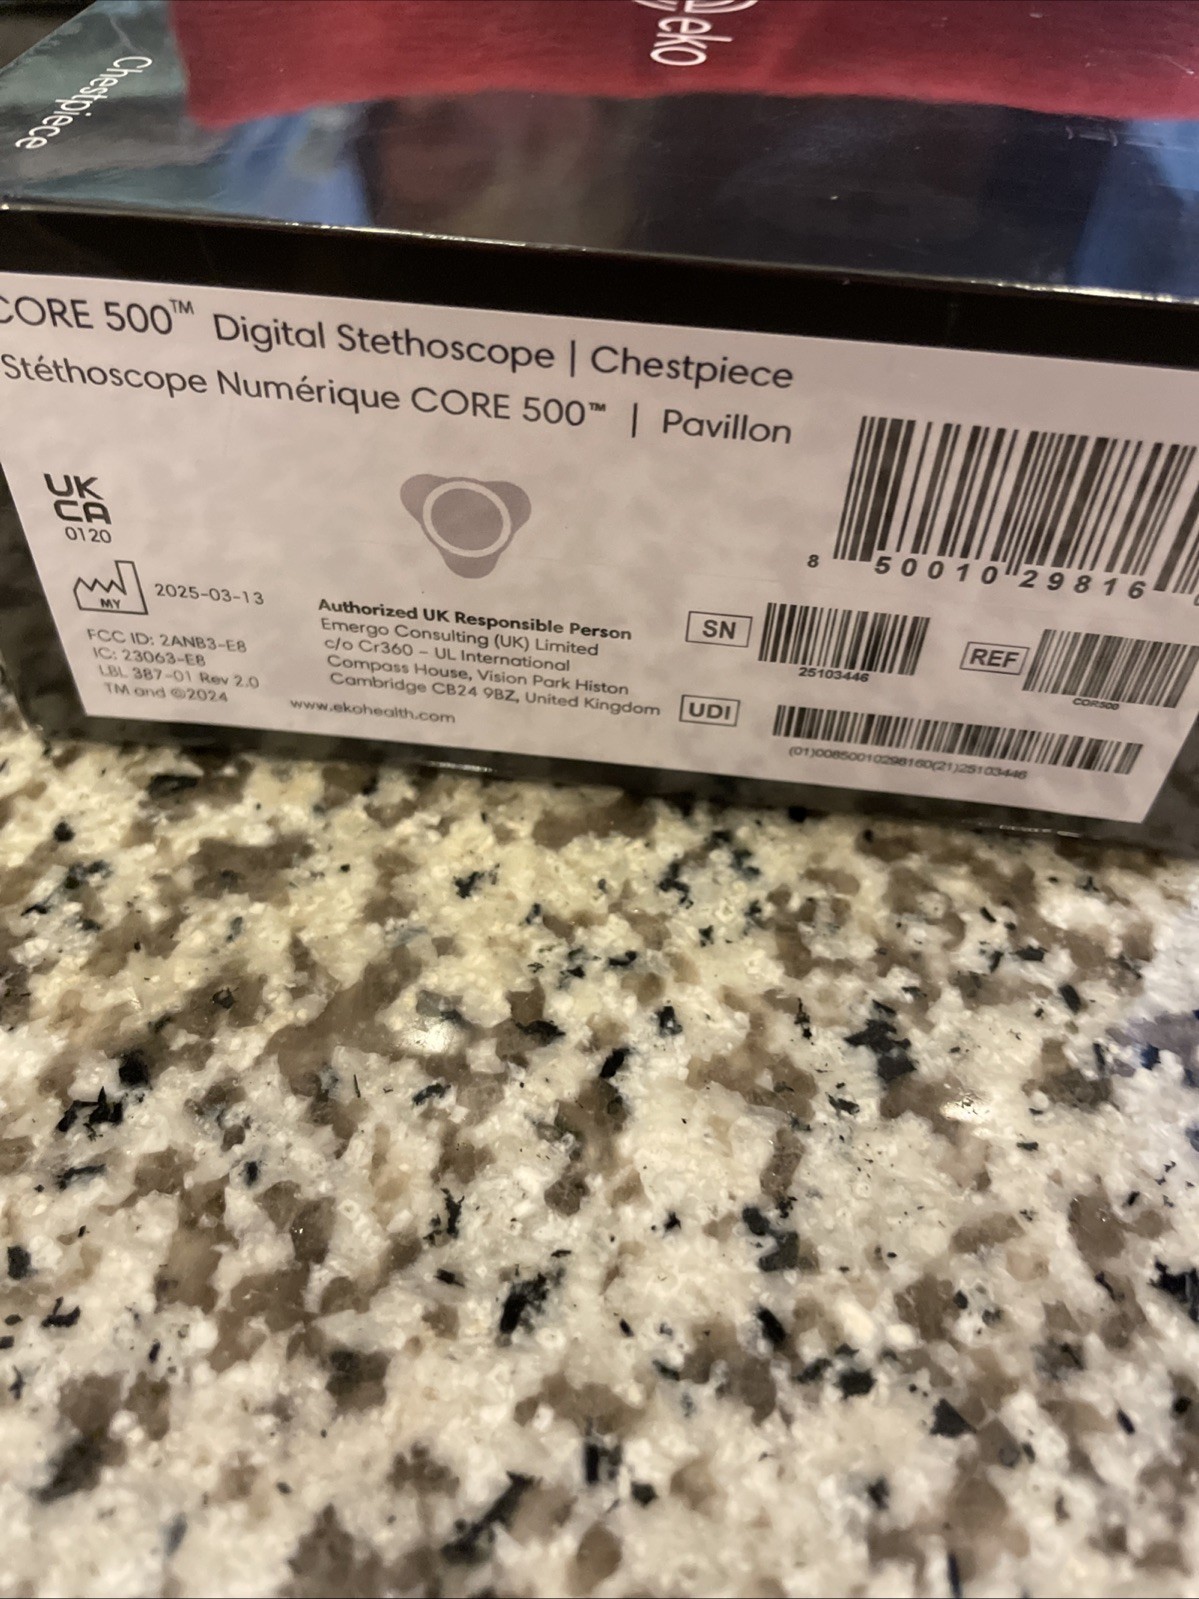 eko
Chestpiece
CORE 500™ Digital Stethoscope | Chestpiece
Stéthoscope Numérique CORE 500™ | Pavillon
UK
CA
0120
MY
2025-03-13
FCC ID: 2ANB3-E8
IC: 23063-E8
LBL 387-01 Rev 2.0
TM and ©2024
Authorized UK Responsible Person
Emergo Consulting (UK) Limited
c/o Cr360 – UL International
Compass House, Vision Park Histon
Cambridge CB24 9BZ, United Kingdom
www.ekohealth.com
8 50010 29816
SN
25103446
REF
COR500
UDI
(01)00850010298160(21)25103446